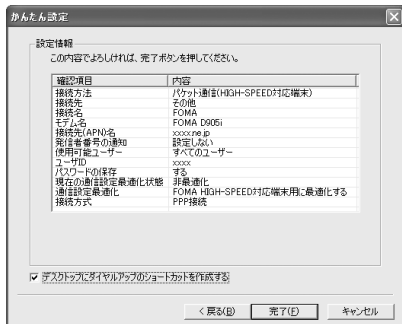 かんたん設定
設定情報
この内容でよろしければ、完了ボタンを押してください。
確認項目 内容
接続方法 パケット通信(HIGH-SPEED対応端末)
接続先 その他
接続名 FOMA
モデム名 FOMA D905i
接続先(APN)名 xxxx.ne.jp
発信者番号の通知 設定しない
使用可能ユーザー すべてのユーザー
ユーザID xxxx
パスワードの保存 する
現在の通信設定最適化状態 非最適化
通信設定最適化 FOMA HIGH-SPEED対応端末用に最適化する
接続方式 PPP接続
デスクトップにダイヤルアップのショートカットを作成する
< 戻る(B) 完了(F) キャンセル